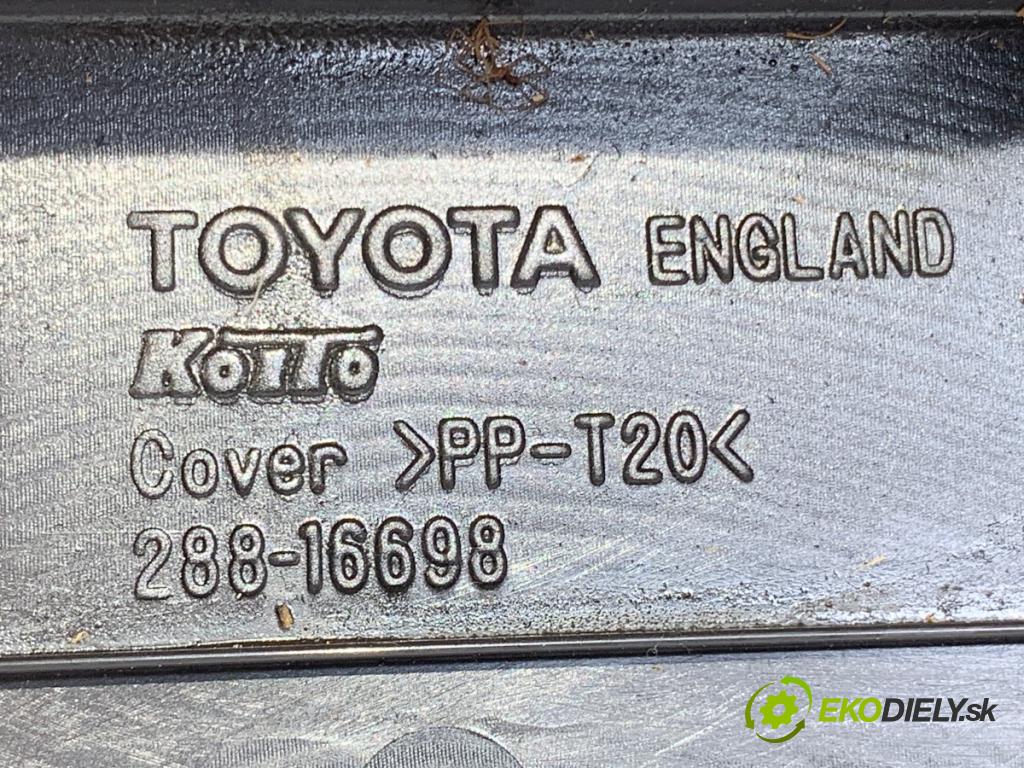 TOYOTA ENGLAND
KOITO
Cover >PP-T20<
288-16698
EKODIELY.sk